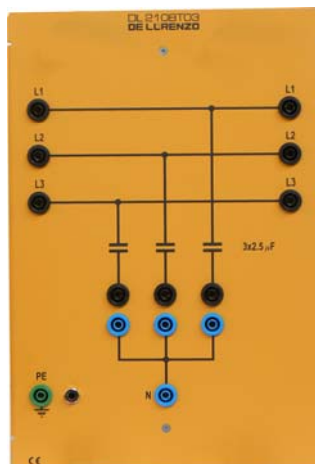 DL 2108T03
DE LORENZO
L1 L1
L2 L2
L3 L3
3x2.5 µF
PE
N
CE